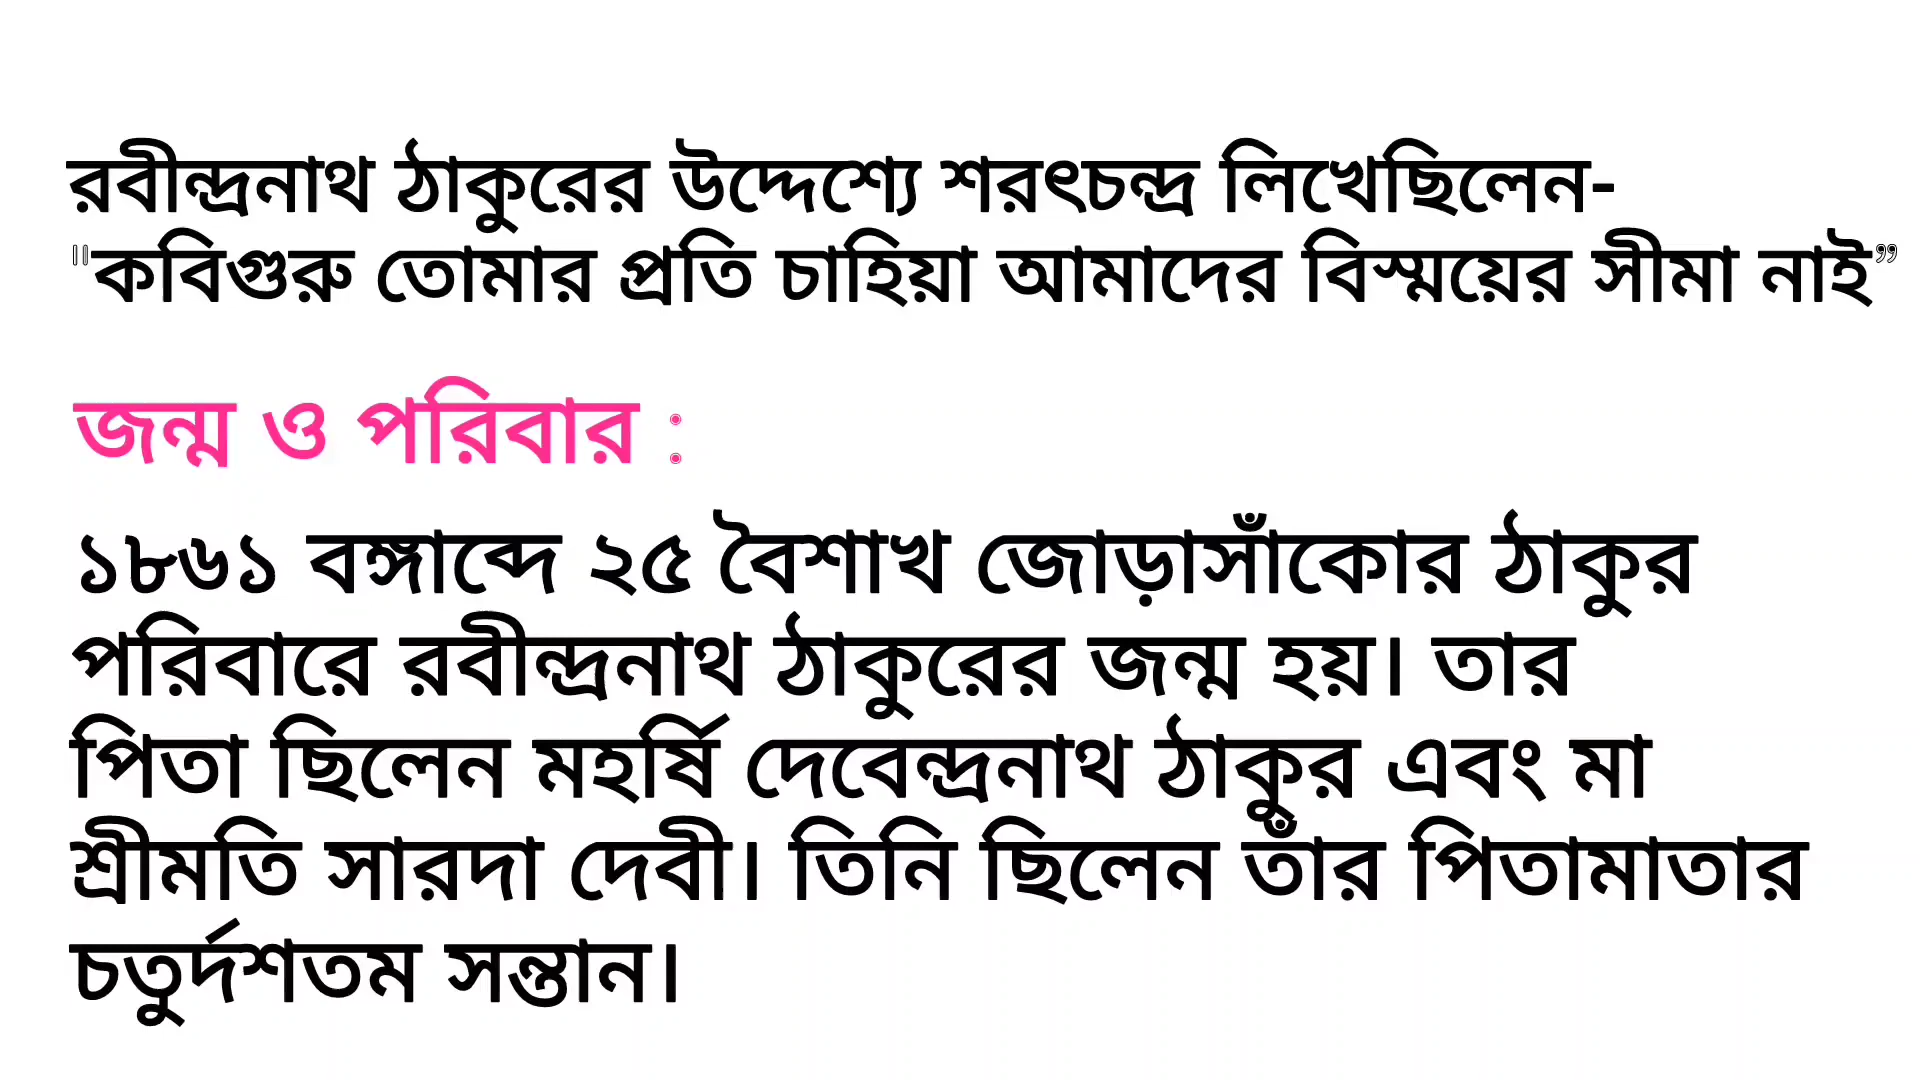 রবীন্দ্রনাথ ঠাকুরের উদ্দেশ্যে শরৎচন্দ্র লিখেছিলেন-
"কবিগুরু তোমার প্রতি চাহিয়া আমাদের বিস্ময়ের সীমা নাই”
জন্ম ও পরিবার :
১৮৬১ বঙ্গাব্দে ২৫ বৈশাখ জোড়াসাঁকোর ঠাকুর
পরিবারে রবীন্দ্রনাথ ঠাকুরের জন্ম হয়। তার
পিতা ছিলেন মহর্ষি দেবেন্দ্রনাথ ঠাকুর এবং মা
শ্রীমতি সারদা দেবী। তিনি ছিলেন তাঁর পিতামাতার
চতুর্দশতম সন্তান।